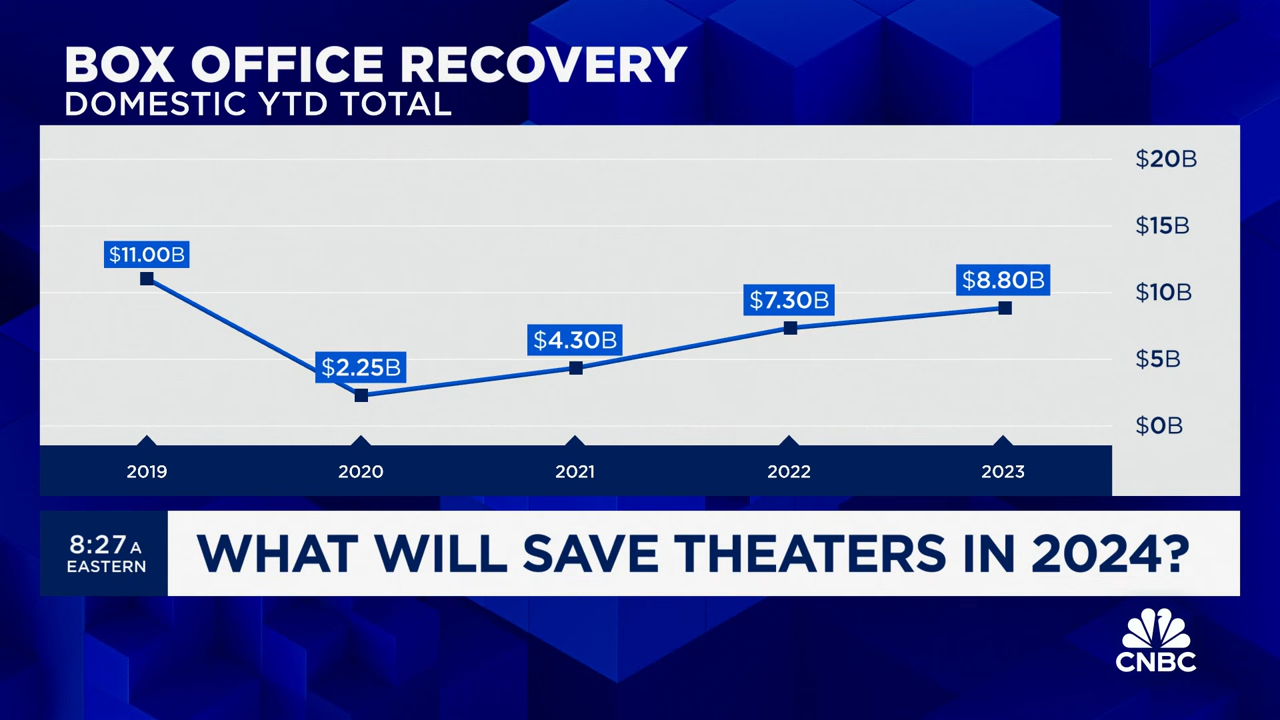 BOX OFFICE RECOVERY
DOMESTIC YTD TOTAL
$20B
$15B
$11.00B
$8.80B
$10B
$7.30B
$4.30B
$5B
$2.25B
$0B
2019 2020 2021 2022 2023
8:27A
EASTERN
WHAT WILL SAVE THEATERS IN 2024?
CNBC